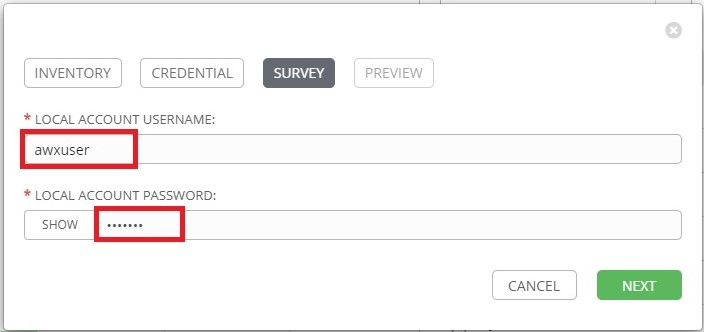 INVENTORY CREDENTIAL SURVEY PREVIEW
* LOCAL ACCOUNT USERNAME:
awxuser
* LOCAL ACCOUNT PASSWORD:
SHOW •••••••
CANCEL NEXT